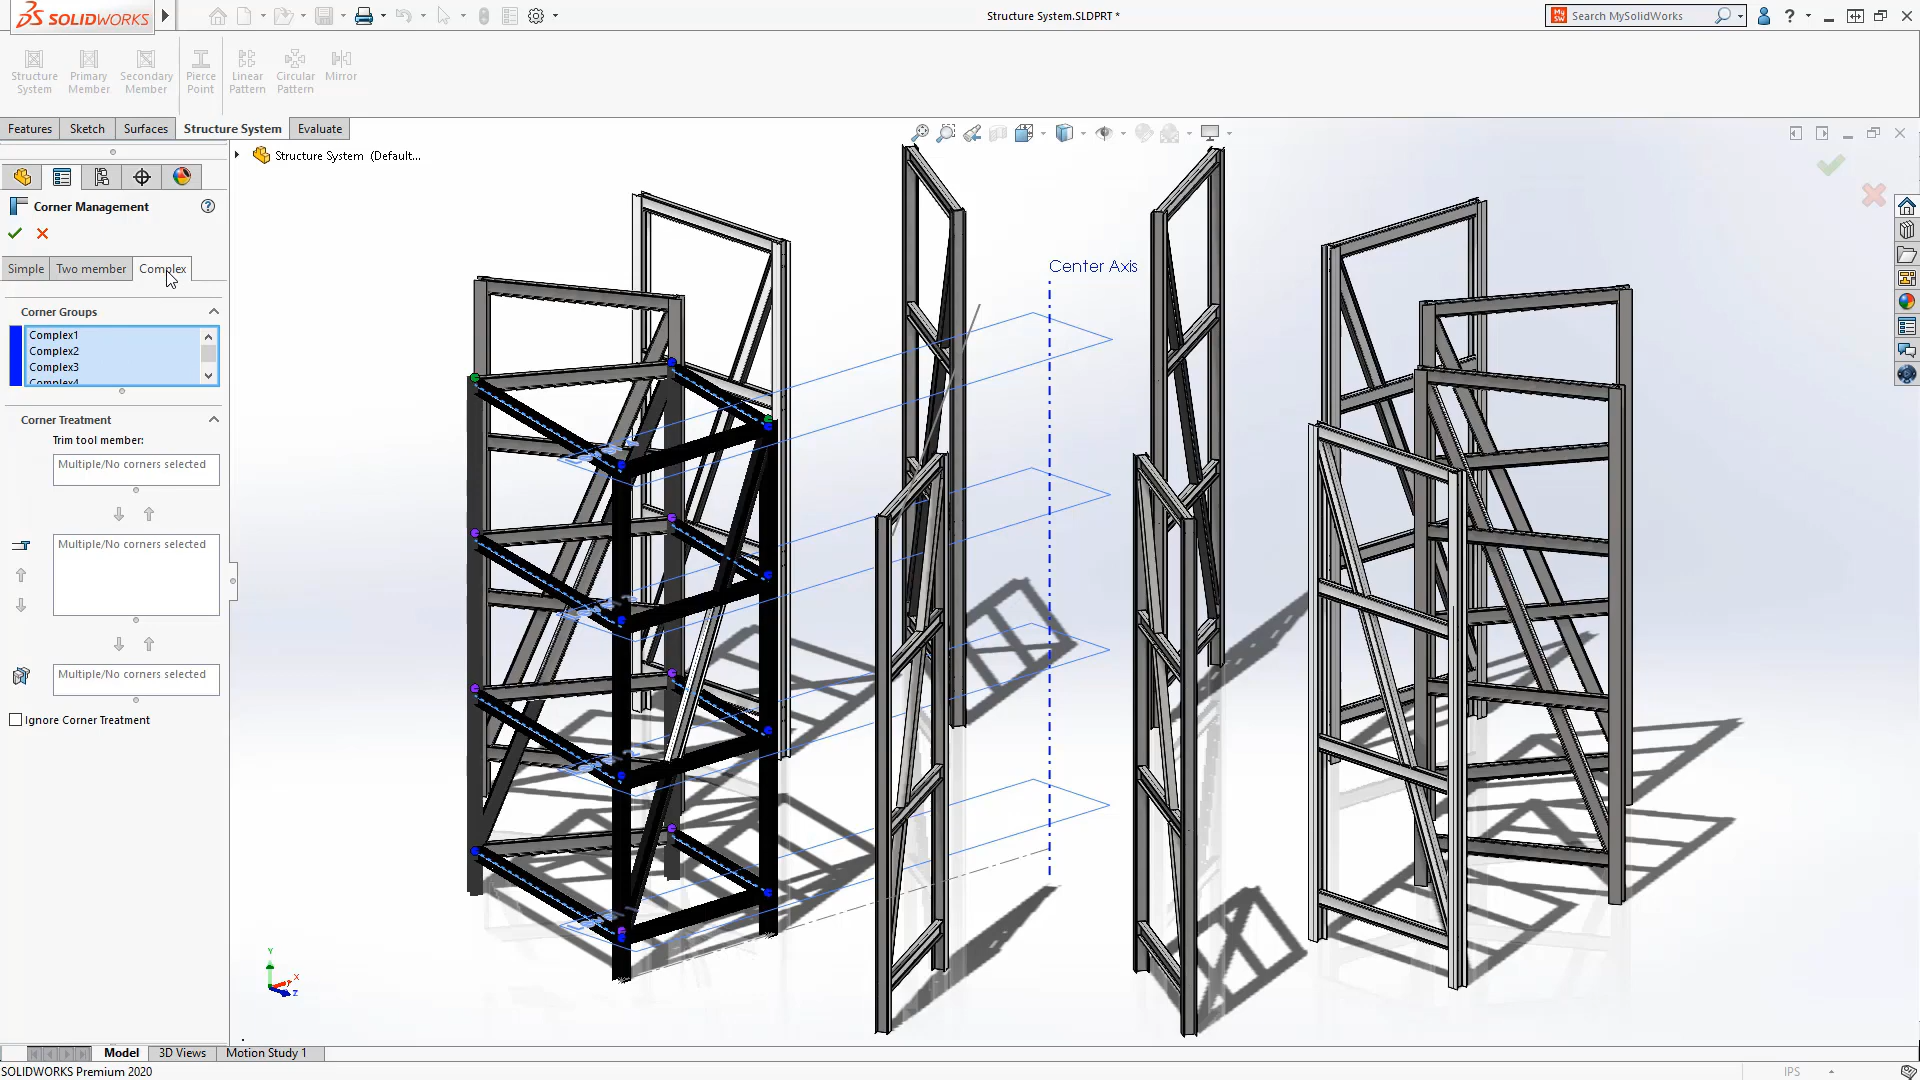 SOLIDWORKS
Structure System.SLDPRT *
Search MySolidWorks
Structure System
Primary Member
Secondary Member
Pierce Point
Linear Pattern
Circular Pattern
Mirror
Features
Sketch
Surfaces
Structure System
Evaluate
Structure System (Default...
Corner Management
Simple
Two member
Complex
Corner Groups
Complex1
Complex2
Complex3
Complex4
Corner Treatment
Trim tool member:
Multiple/No corners selected
Multiple/No corners selected
Multiple/No corners selected
Ignore Corner Treatment
Center Axis
Y
X
Z
Model
3D Views
Motion Study 1
SOLIDWORKS Premium 2020
IPS